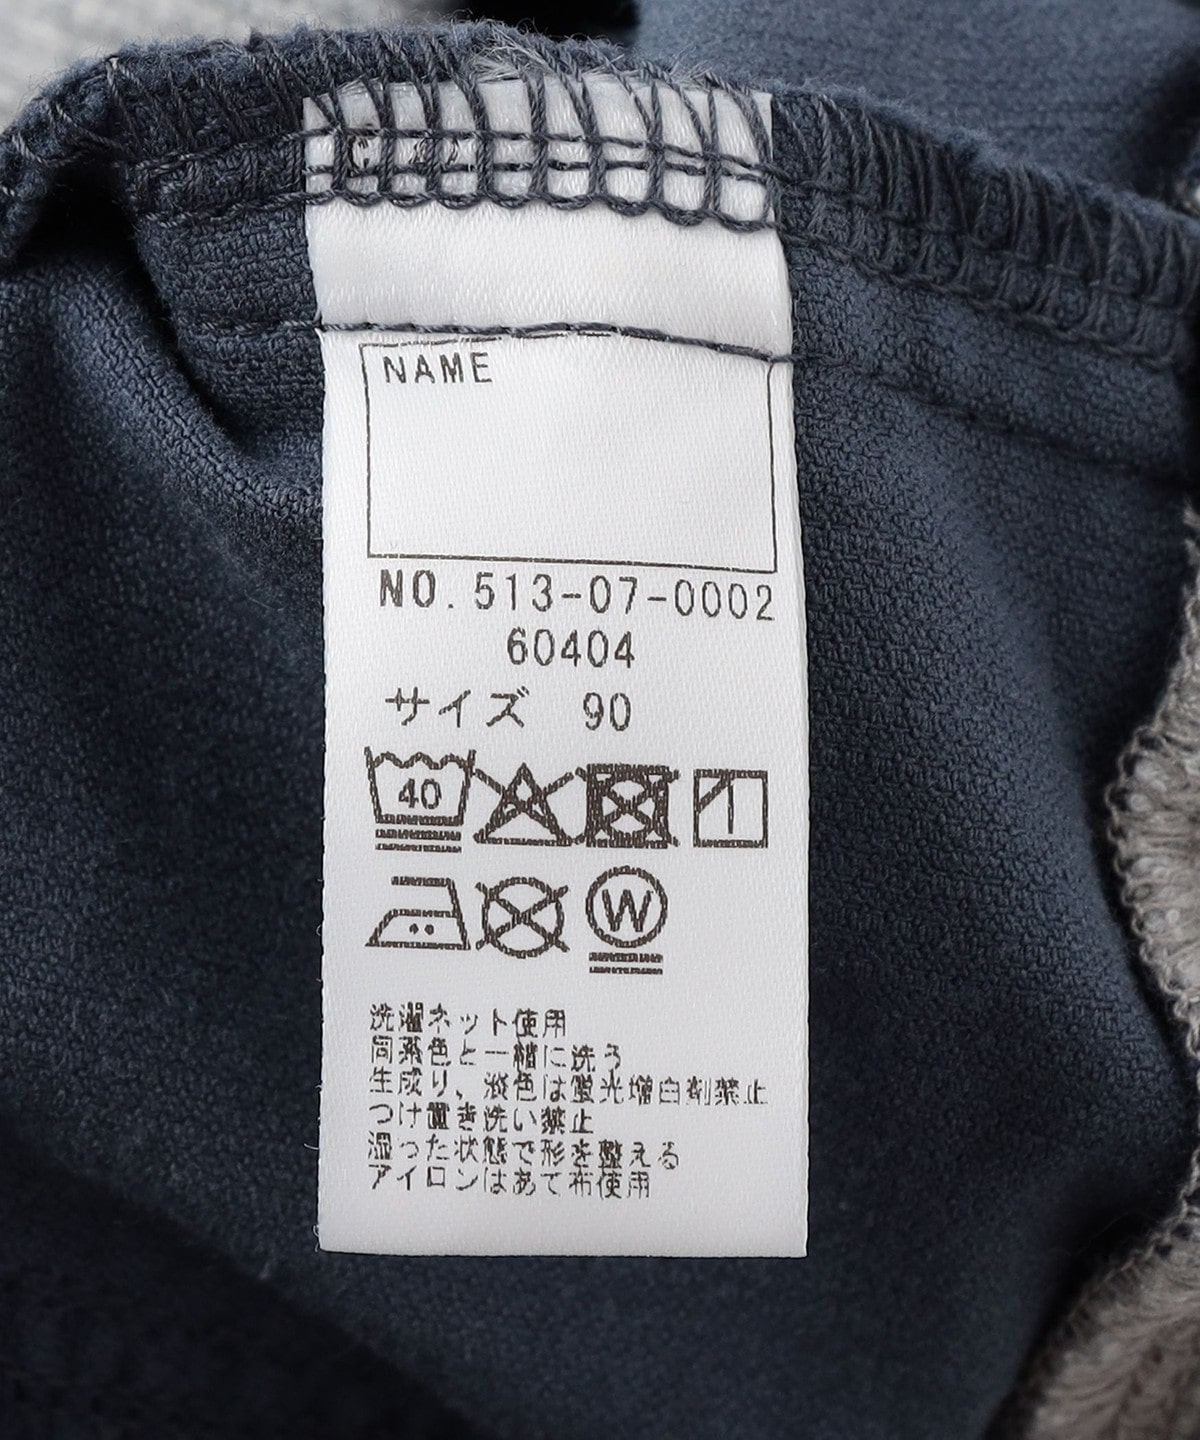 NAME
NO. 513-07-0002
60404
サイズ 90
40
W
洗濯ネット使用
同系色と一緒に洗う
生成り、淡色は蛍光増白剤禁止
つけ置き洗い禁止
湿った状態で形を整える
アイロンはあて布使用